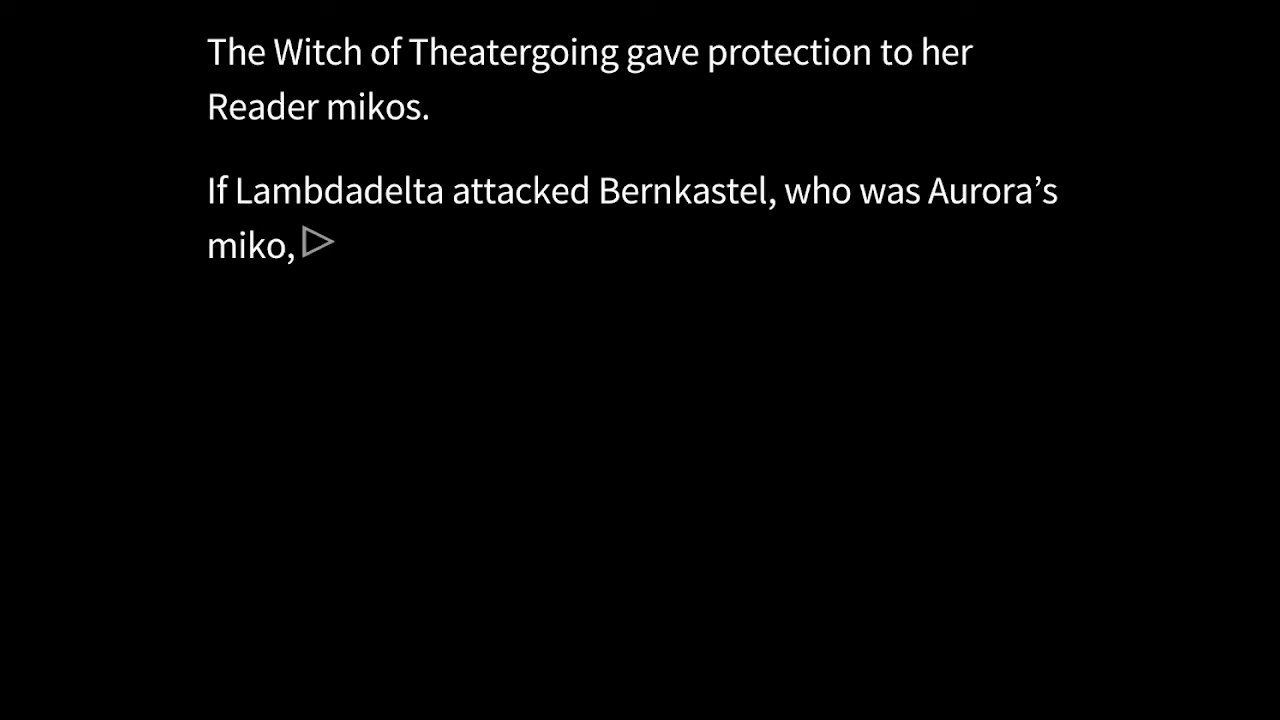 The Witch of Theatergoing gave protection to her
Reader mikos.
If Lambdadelta attacked Bernkastel, who was Aurora’s
miko,